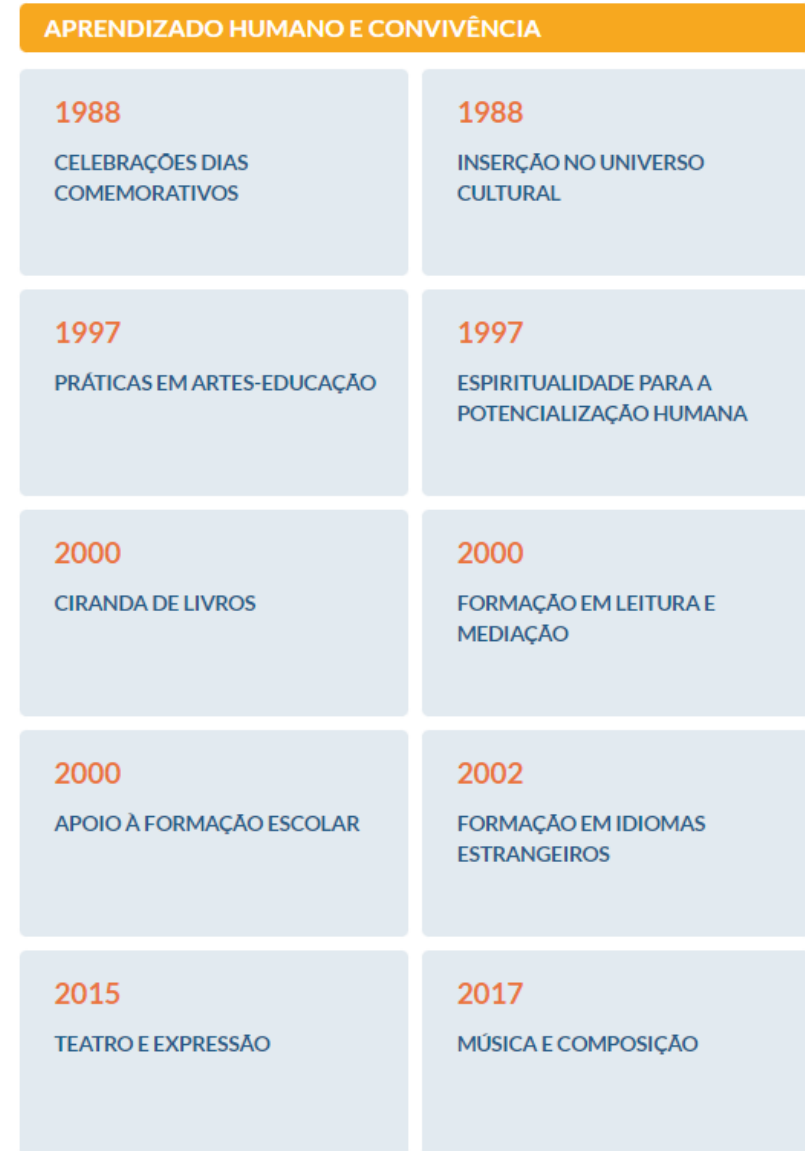 APRENDIZADO HUMANO E CONVIVÊNCIA
1988
CELEBRAÇÕES DIAS
COMEMORATIVOS
1988
INSERÇÃO NO UNIVERSO
CULTURAL
1997
PRÁTICAS EM ARTES-EDUCAÇÃO
1997
ESPIRITUALIDADE PARA A
POTENCIALIZAÇÃO HUMANA
2000
CIRANDA DE LIVROS
2000
FORMAÇÃO EM LEITURA E
MEDIAÇÃO
2000
APOIO À FORMAÇÃO ESCOLAR
2002
FORMAÇÃO EM IDIOMAS
ESTRANGEIROS
2015
TEATRO E EXPRESSÃO
2017
MÚSICA E COMPOSIÇÃO